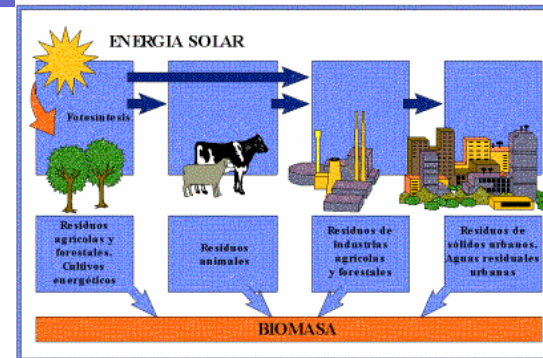 ENERGIA SOLAR
Fotosíntesis
Residuos
agrícolas y
forestales.
Cultivos
energéticos
Residuos
animales
Residuos de
industrias
agrícolas
y forestales
Residuos de
sólidos urbanos.
Aguas residuales
urbanas
BIOMASA